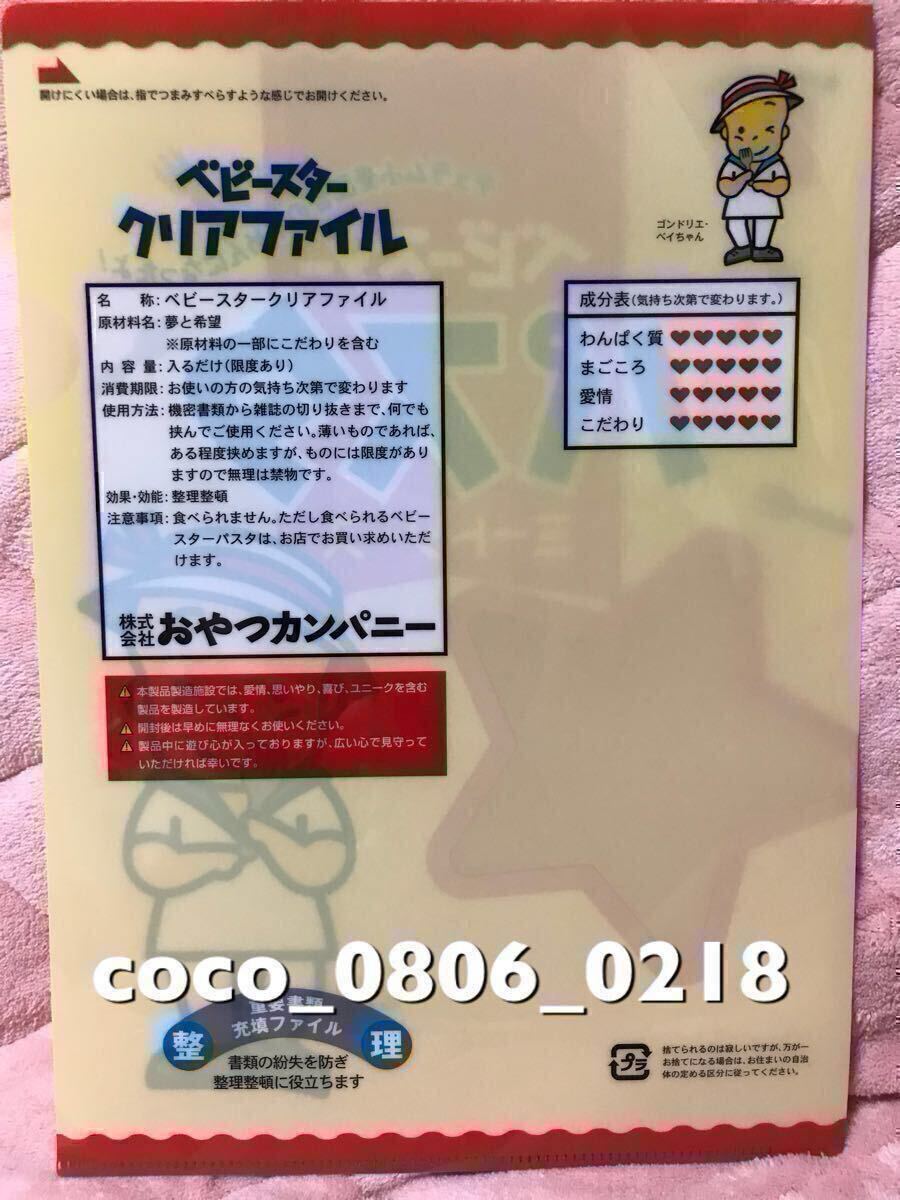 開けにくい場合は、指でつまみすべらすような感じでお開けください。
ベビースター
クリアファイル
ゴンドリエ・
ベイちゃん
名　称：ベビースタークリアファイル
原材料名：夢と希望
※原材料の一部にこだわりを含む
内 容 量：入るだけ（限度あり）
消費期限：お使いの方の気持ち次第で変わります
使用方法：機密書類から雑誌の切り抜きまで、何でも
挟んでご使用ください。薄いものであれば、
ある程度挟めますが、ものには限度があり
ますので無理は禁物です。
効果・効能：整理整頓
注意事項：食べられません。ただし食べられるベビー
スターパスタは、お店でお買い求めいただ
けます。
株式会社おやつカンパニー
成分表（気持ち次第で変わります。）
わんぱく質 ♥♥♥♥♥
まごころ ♥♥♥♥♥
愛情 ♥♥♥♥♥
こだわり ♥♥♥♥♥
⚠ 本製品製造施設では、愛情、思いやり、喜び、ユニークを含む
製品を製造しています。
⚠ 開封後は早めに無理なくお使いください。
⚠ 製品中に遊び心が入っておりますが、広い心で見守って
いただければ幸いです。
coco_0806_0218
重要書類
充填ファイル
整 理
書類の紛失を防ぎ
整理整頓に役立ちます
プラ
捨てられるのは寂しいですが、万が一
お捨てになる場合は、お住まいの自治
体の定める区分に従ってください。